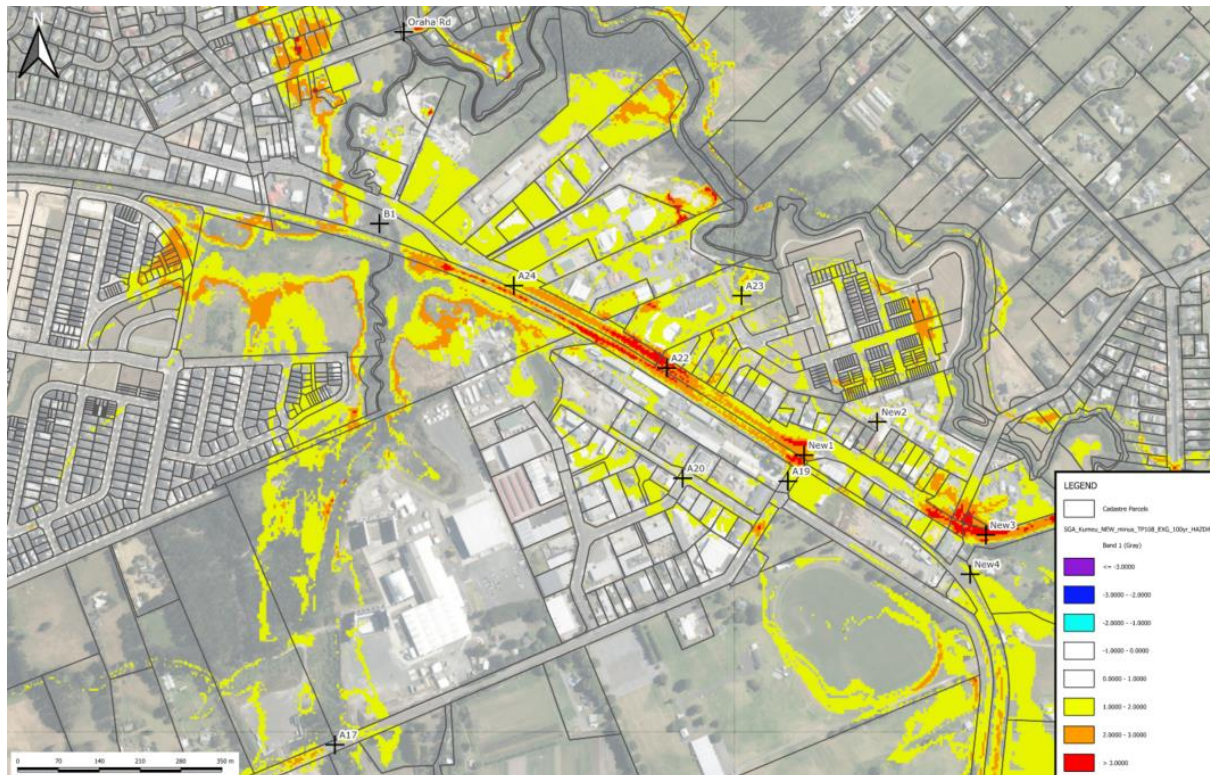 N
Oraha Rd
B1
A24
A23
A22
New2
New1
A19
A20
New3
New4
A17
LEGEND
Cadastre Parcels
Band 1 (Gray)
<= -3.0000
-3.0000 - -2.0000
-2.0000 - -1.0000
-1.0000 - 0.0000
0.0000 - 1.0000
1.0000 - 2.0000
2.0000 - 3.0000
> 3.0000
0 70 140 210 280 350 m